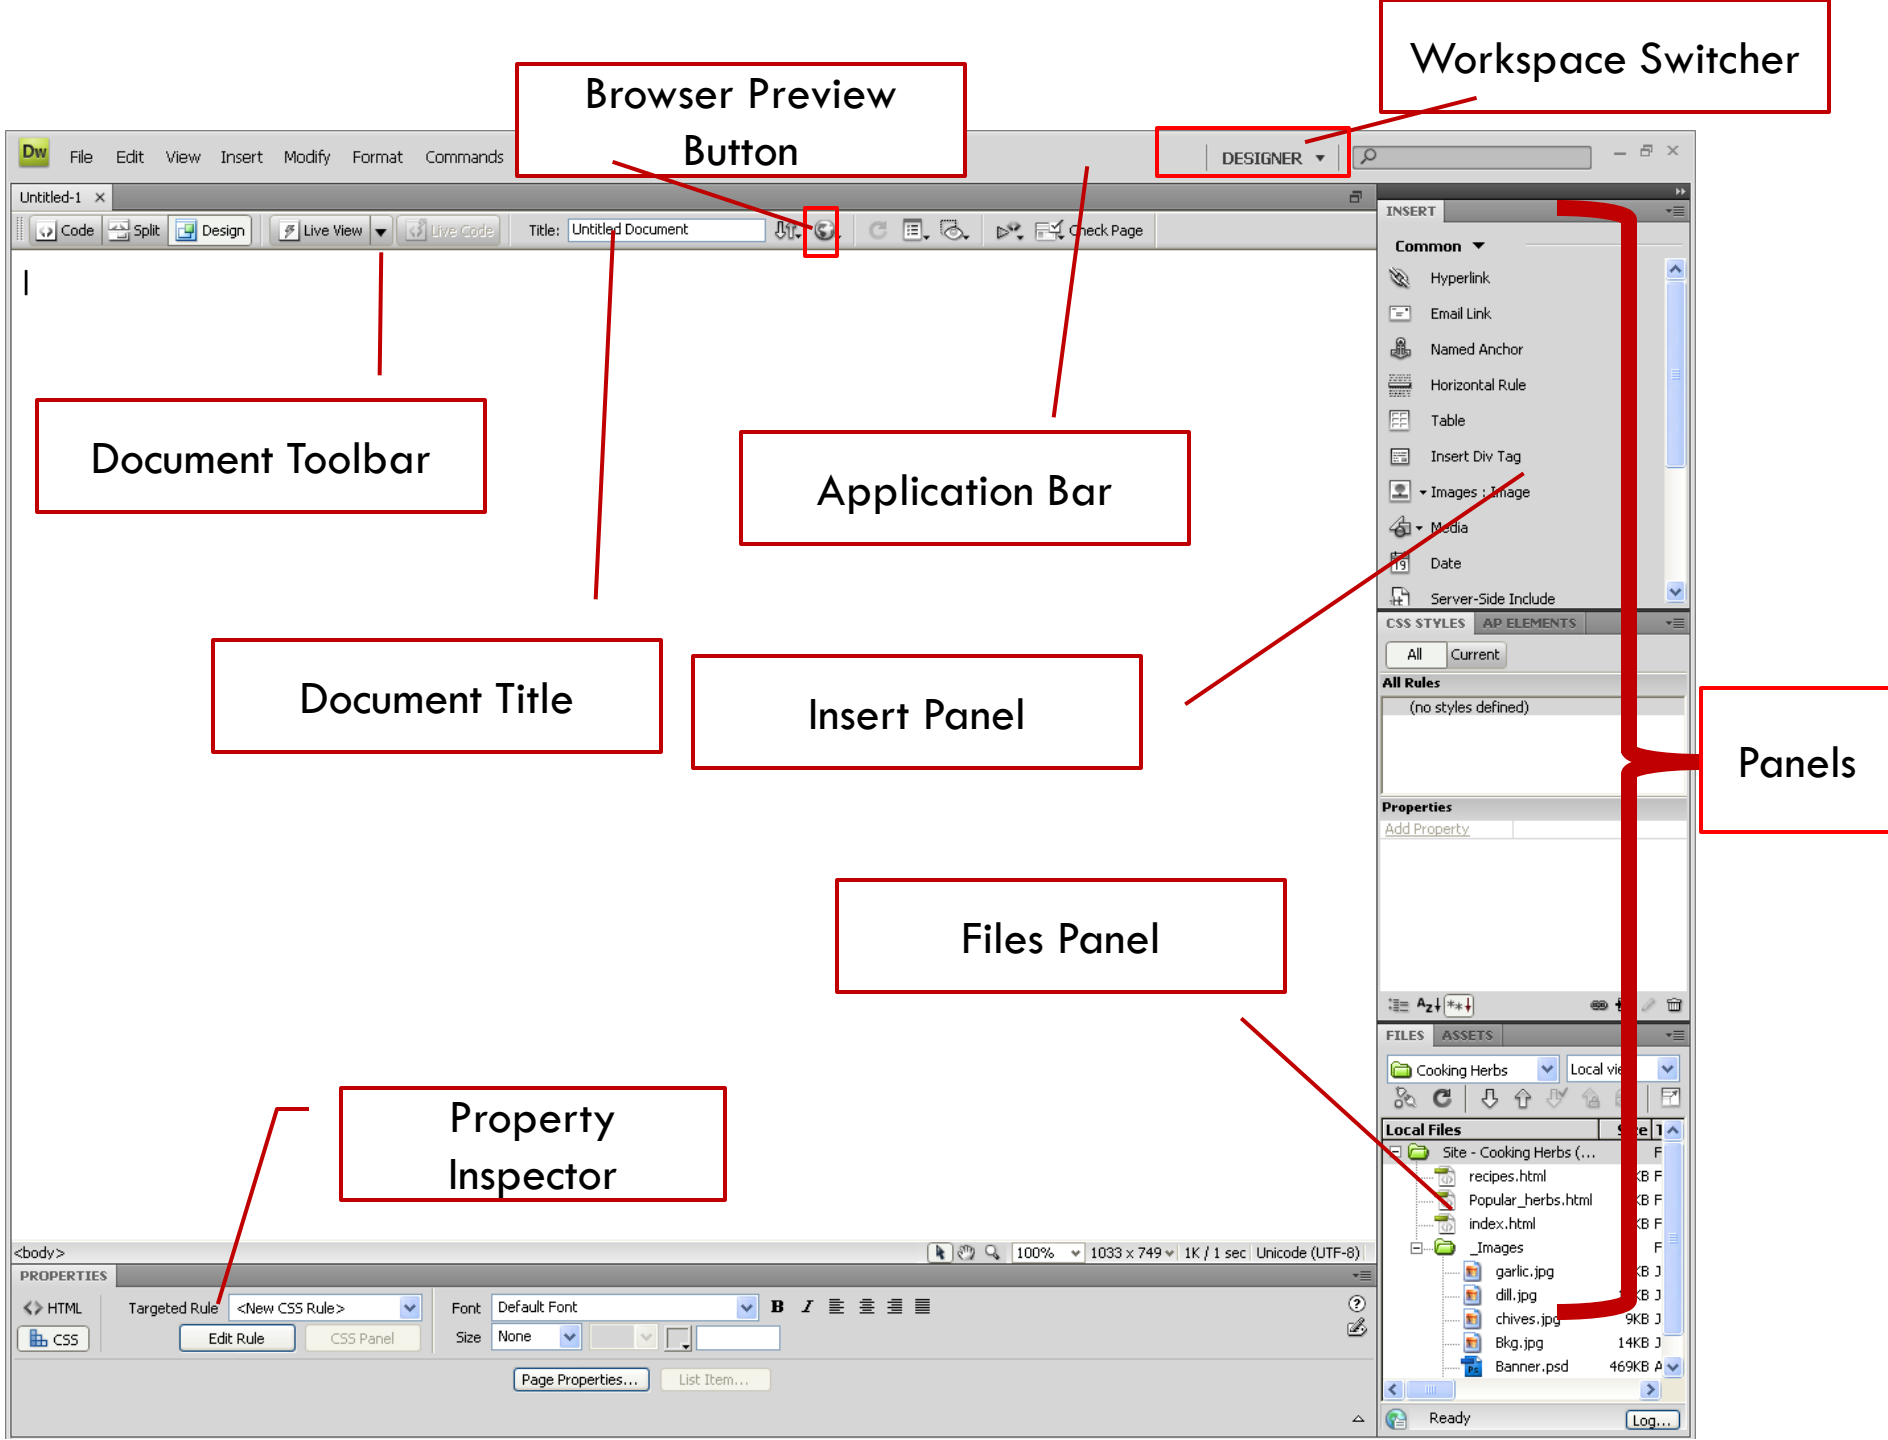 Workspace Switcher
Browser Preview
Button
Dw File Edit View Insert Modify Format Commands
DESIGNER
Untitled-1
Code Split Design Live View Live Code Title: Untitled Document Check Page
INSERT
Common
Hyperlink
Email Link
Named Anchor
Horizontal Rule
Table
Insert Div Tag
Images : Image
Media
Date
Server-Side Include
Document Toolbar
Application Bar
Document Title
Insert Panel
Panels
CSS STYLES AP ELEMENTS
All Current
All Rules
(no styles defined)
Properties
Add Property
Files Panel
Property
Inspector
FILES ASSETS
Cooking Herbs Local
Local Files
Site - Cooking Herbs (... F
recipes.html KB F
Popular_herbs.html KB F
index.html KB F
_Images F
garlic.jpg KB J
dill.jpg KB J
chives.jpg 9KB J
Bkg.jpg 14KB J
Banner.psd 469KB A
Ready Log...
<body> 100% 1033 x 749 1K / 1 sec Unicode (UTF-8)
PROPERTIES
<> HTML Targeted Rule <New CSS Rule> Font Default Font B I
CSS Edit Rule CSS Panel Size None
Page Properties... List Item...